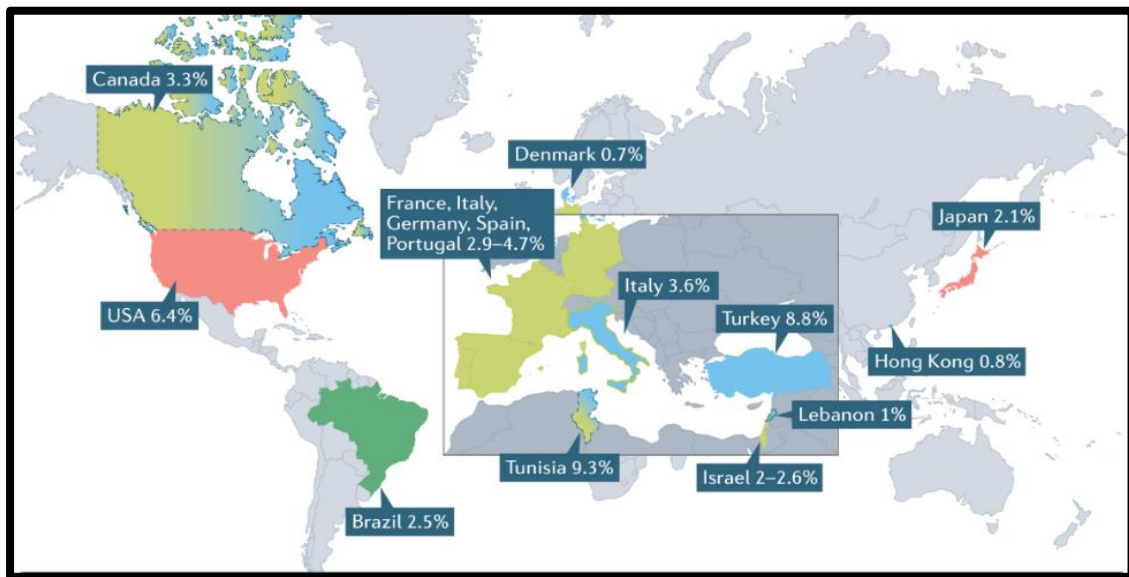 Canada 3.3%
Denmark 0.7%
France, Italy,
Germany, Spain,
Portugal 2.9–4.7%
Japan 2.1%
USA 6.4%
Italy 3.6%
Turkey 8.8%
Hong Kong 0.8%
Lebanon 1%
Tunisia 9.3%
Israel 2–2.6%
Brazil 2.5%